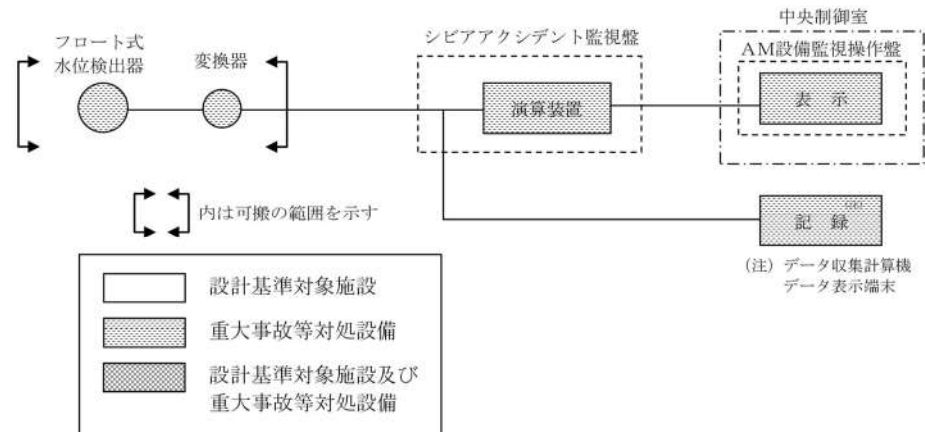 フロート式
水位検出器
変換器
シビアアクシデント監視盤
演算装置
中央制御室
AM設備監視操作盤
表 示
記 録
(注)
(注) データ収集計算機
データ表示端末
内は可搬の範囲を示す
設計基準対象施設
重大事故等対処設備
設計基準対象施設及び
重大事故等対処設備